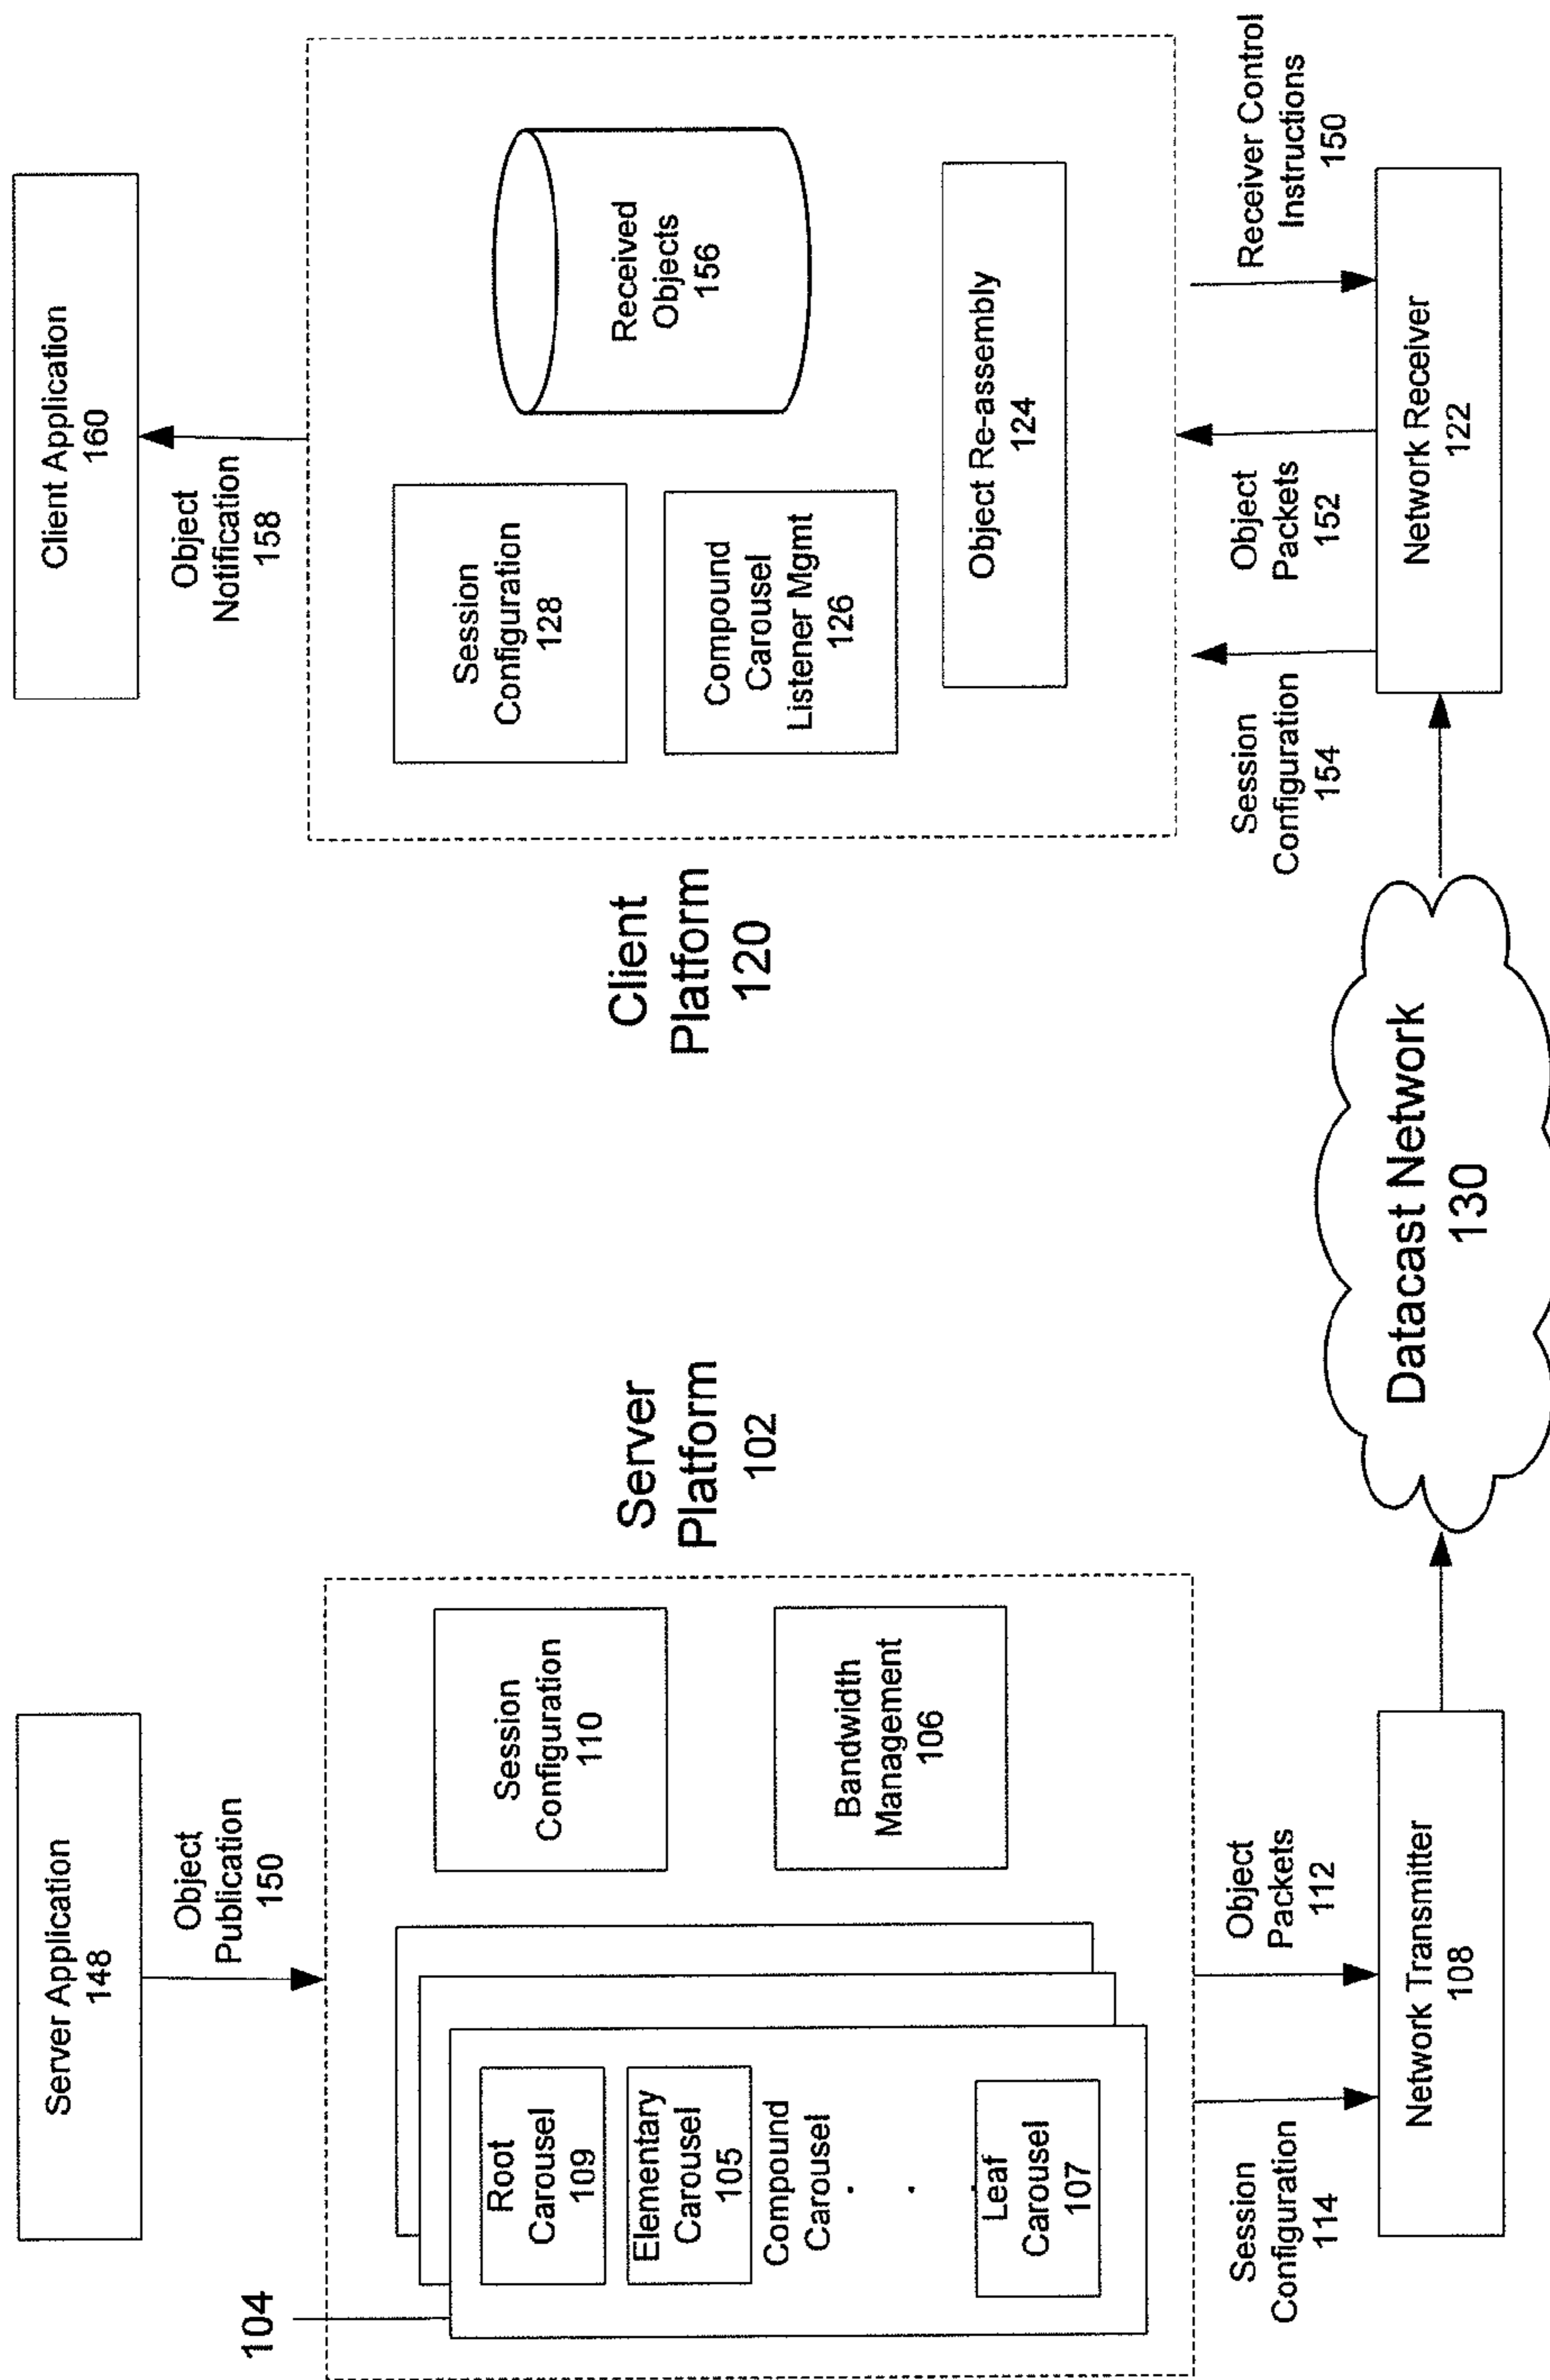 Server Application
148
Object
Publication
150
104
Root
Carousel
109
Elementary
Carousel
105
Compound
Carousel
Leaf
Carousel
107
Session
Configuration
110
Bandwidth
Management
106
Server
Platform
102
Session
Configuration
114
Object
Packets
112
Network Transmitter
108
Datacast Network
130
Client Application
160
Object
Notification
158
Client
Platform
120
Session
Configuration
128
Compound
Carousel
Listener Mgmt
126
Received
Objects
156
Object Re-assembly
124
Session
Configuration
154
Object
Packets
152
Receiver Control
Instructions
150
Network Receiver
122